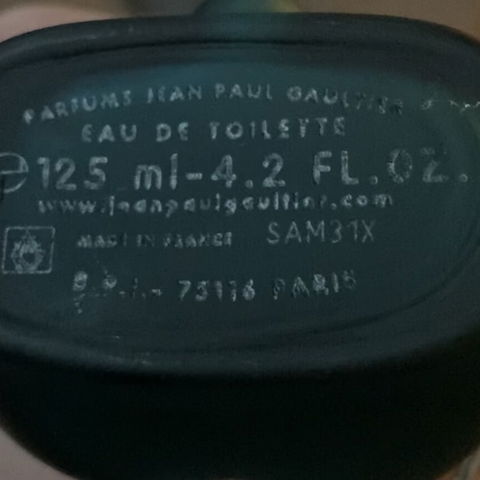 PARFUMS JEAN PAUL GAULTIER
EAU DE TOILETTE
℮ 125 ml-4.2 FL.OZ.
www.jeanpaulgaultier.com
MADE IN FRANCE SAM31X
75116 PARIS